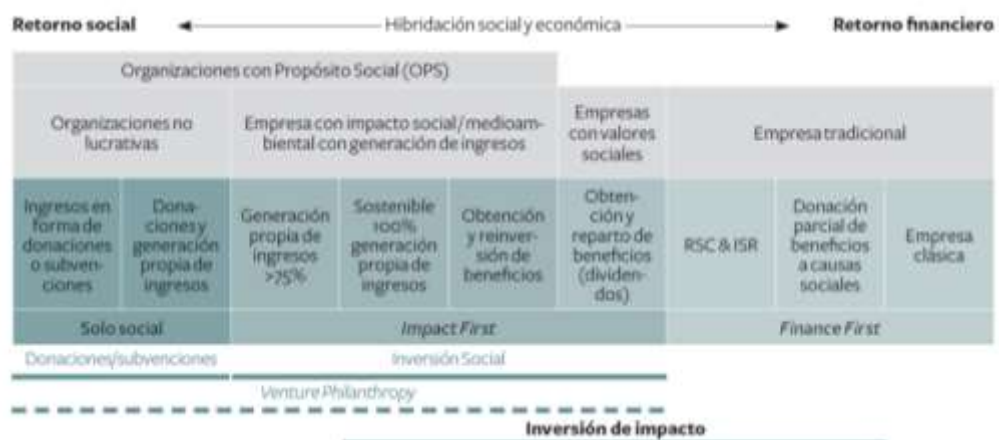 Retorno social
Hibridación social y económica
Retorno financiero
Organizaciones con Propósito Social (OPS)
Organizaciones no
lucrativas
Empresa con impacto social/medioam-
biental con generación de ingresos
Empresas
con valores
sociales
Empresa tradicional
Ingresos en
forma de
donaciones
o subven-
ciones
Dona-
ciones y
generación
propia de
ingresos
Generación
propia de
ingresos
>75%
Sostenible
100%
generación
propia de
ingresos
Obtención
y reinver-
sión de
beneficios
Obten-
ción y
reparto de
beneficios
(dividen-
dos)
RSC & ISR
Donación
parcial de
beneficios
a causas
sociales
Empresa
clásica
Solo social
Impact First
Finance First
Donaciones/subvenciones
Inversión Social
Venture Philanthropy
Inversión de impacto